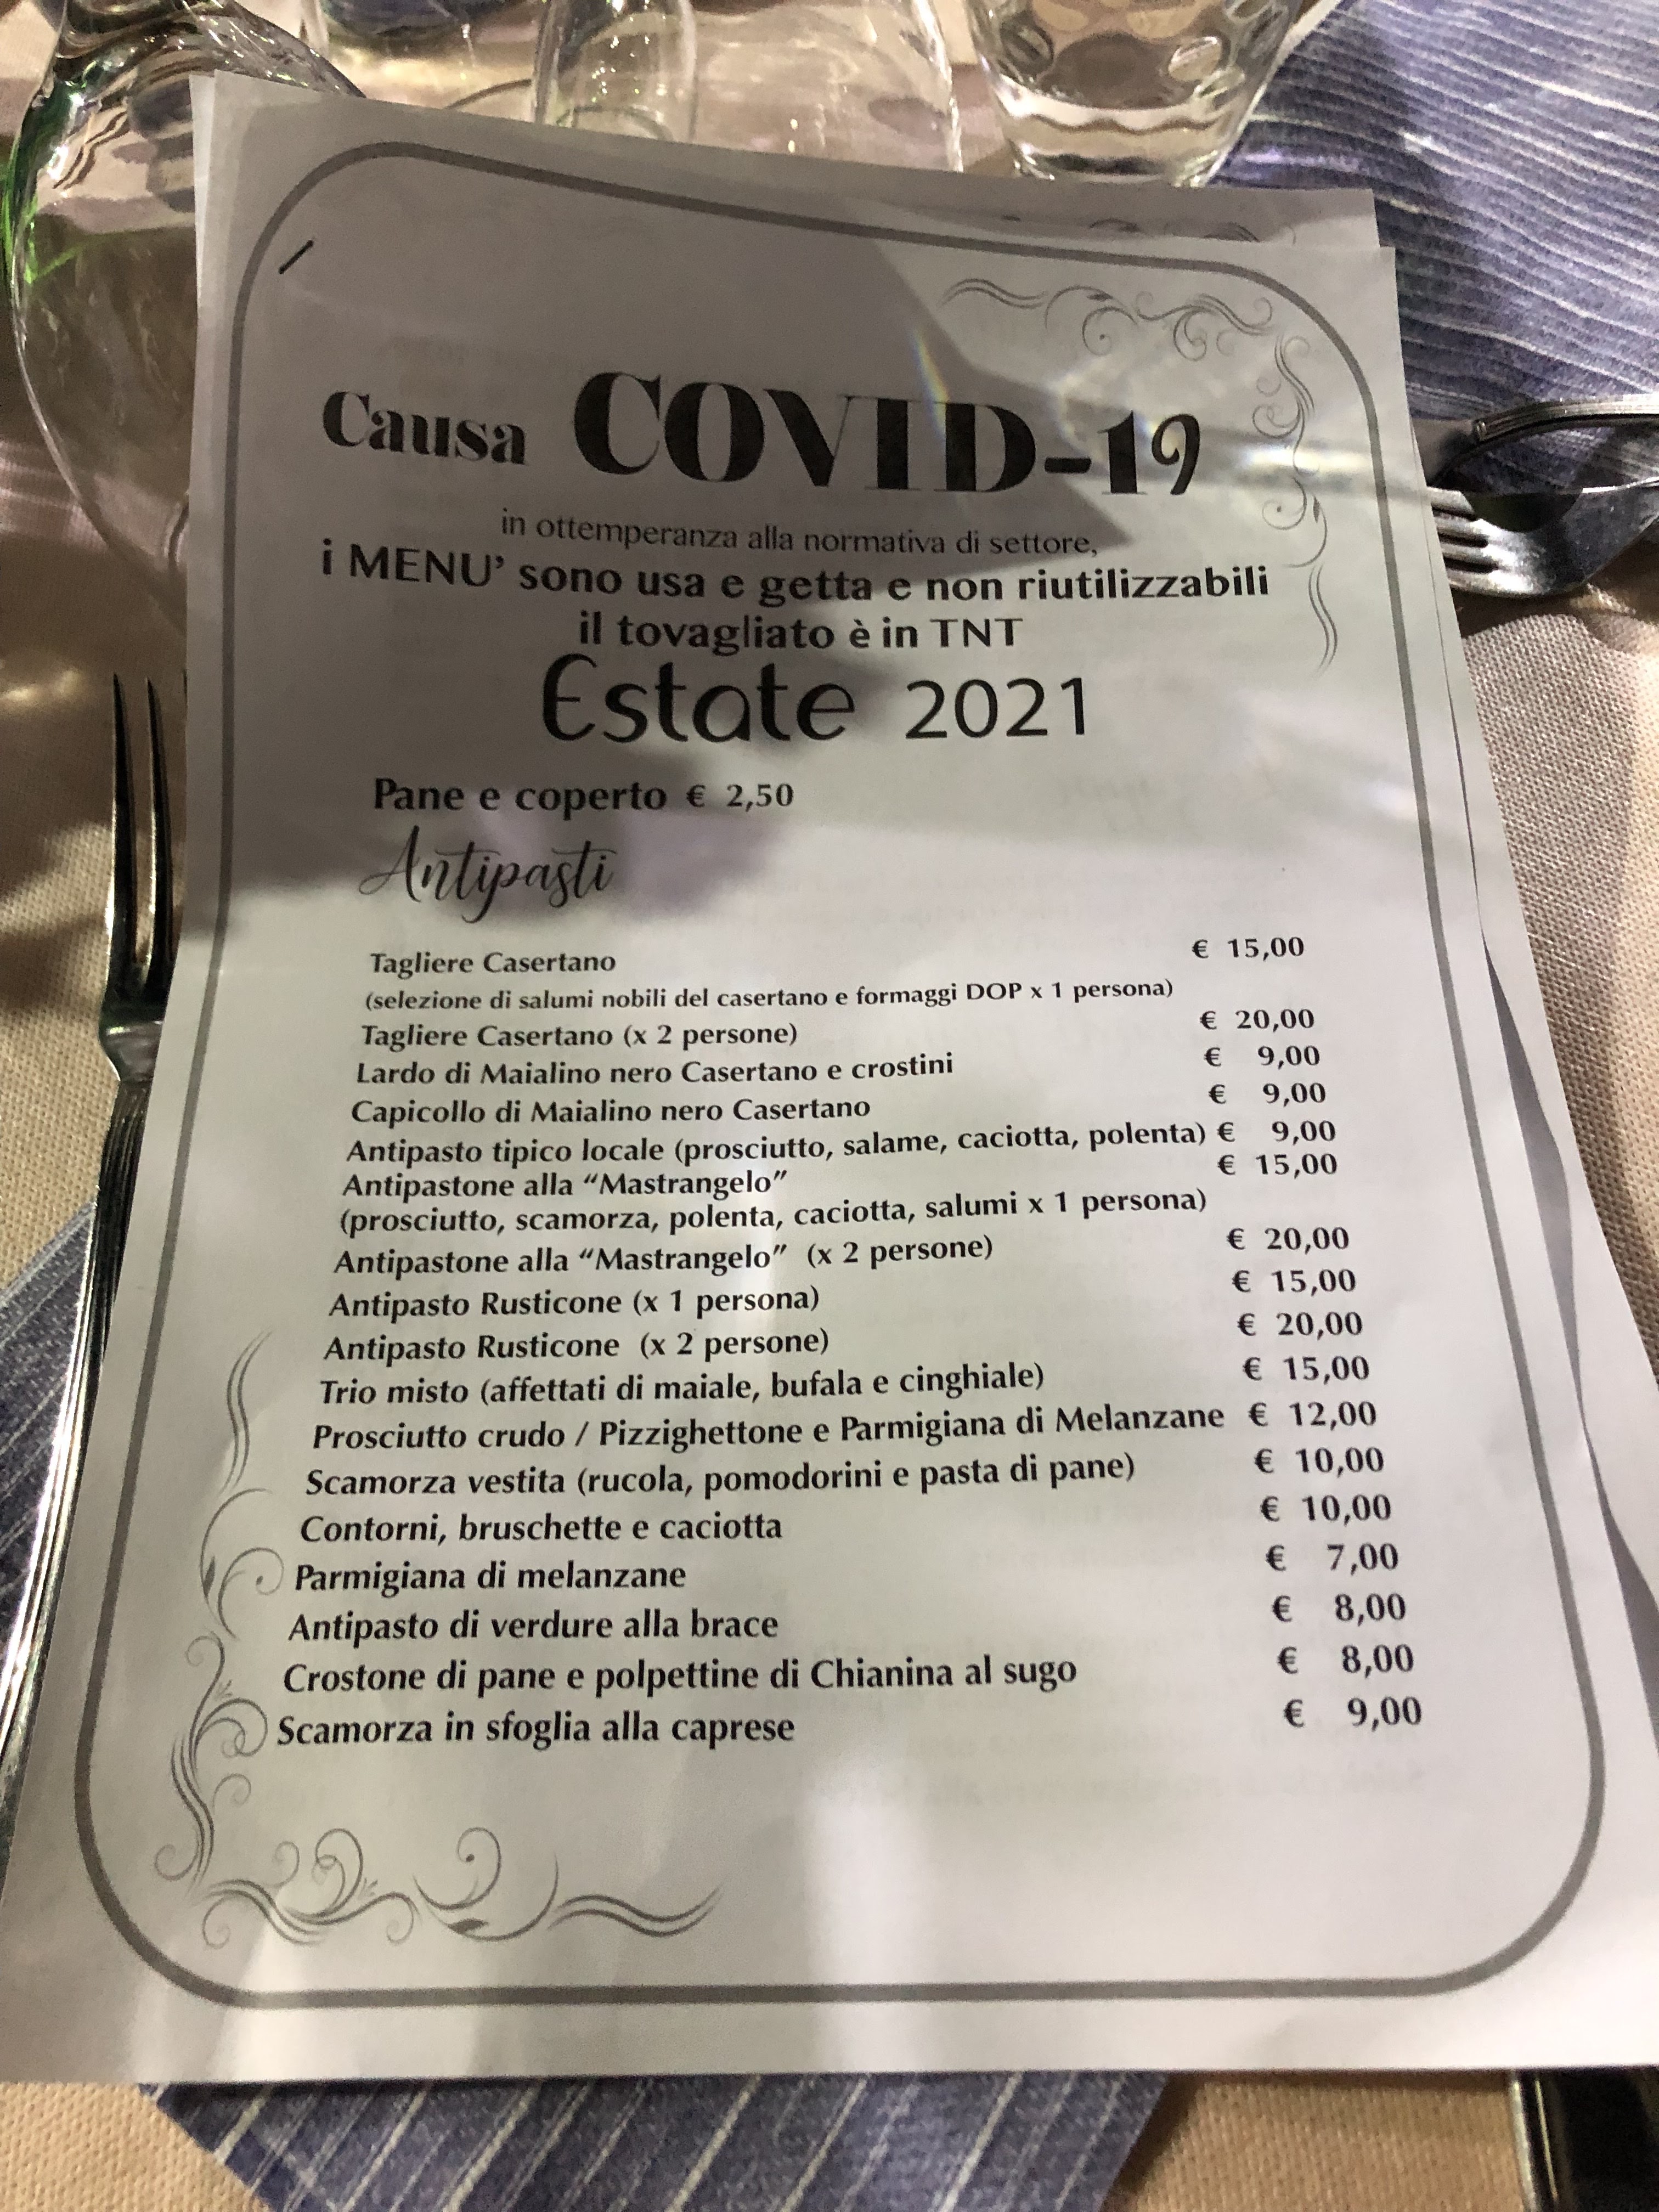 Causa COVID-19
in ottemperanza alla normativa di settore,
i MENU' sono usa e getta e non riutilizzabili
il tovagliato è in TNT
Estate 2021
Pane e coperto € 2,50
Antipasti
Tagliere Casertano € 15,00
(selezione di salumi nobili del casertano e formaggi DOP x 1 persona)
Tagliere Casertano (x 2 persone) € 20,00
Lardo di Maialino nero Casertano e crostini € 9,00
Capicollo di Maialino nero Casertano € 9,00
Antipasto tipico locale (prosciutto, salame, caciotta, polenta) € 9,00
Antipastone alla “Mastrangelo” € 15,00
(prosciutto, scamorza, polenta, caciotta, salumi x 1 persona)
Antipastone alla “Mastrangelo” (x 2 persone) € 20,00
Antipasto Rusticone (x 1 persona) € 15,00
Antipasto Rusticone (x 2 persone) € 20,00
Trio misto (affettati di maiale, bufala e cinghiale) € 15,00
Prosciutto crudo / Pizzighettone e Parmigiana di Melanzane € 12,00
Scamorza vestita (rucola, pomodorini e pasta di pane) € 10,00
Contorni, bruschette e caciotta € 10,00
Parmigiana di melanzane € 7,00
Antipasto di verdure alla brace € 8,00
Crostone di pane e polpettine di Chianina al sugo € 8,00
Scamorza in sfoglia alla caprese € 9,00